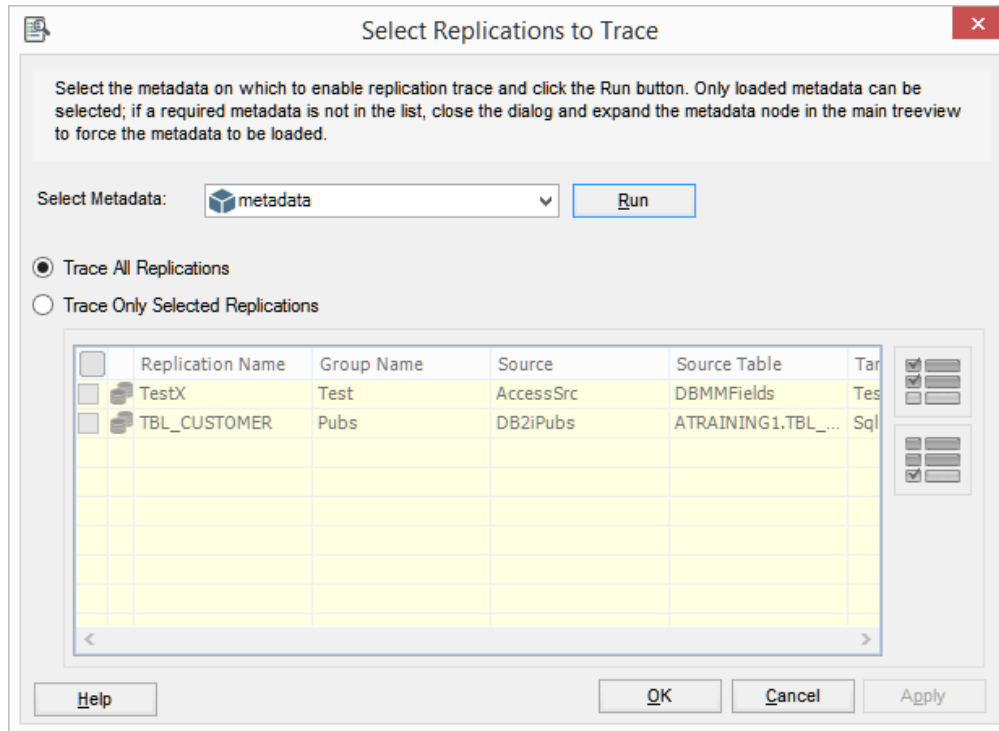 Select Replications to Trace
Select the metadata on which to enable replication trace and click the Run button. Only loaded metadata can be
selected; if a required metadata is not in the list, close the dialog and expand the metadata node in the main treeview
to force the metadata to be loaded.
Select Metadata: metadata Run
Trace All Replications
Trace Only Selected Replications
Replication Name Group Name Source Source Table Tar
TestX Test AccessSrc DBMMFields Tes
TBL_CUSTOMER Pubs DB2iPubs ATRAINING1.TBL_... Sql
Help OK Cancel Apply